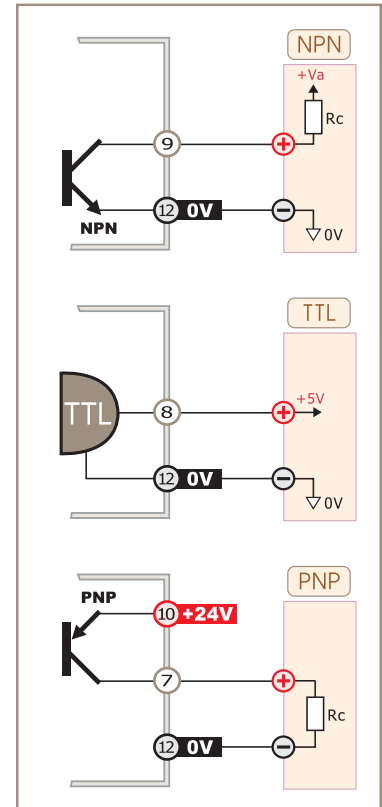 NPN
+Va
Rc
9
+
12 0V
−
0V
NPN
TTL
TTL
8
+
+5V
12 0V
−
0V
PNP
PNP
10 +24V
7
+
Rc
12 0V
−